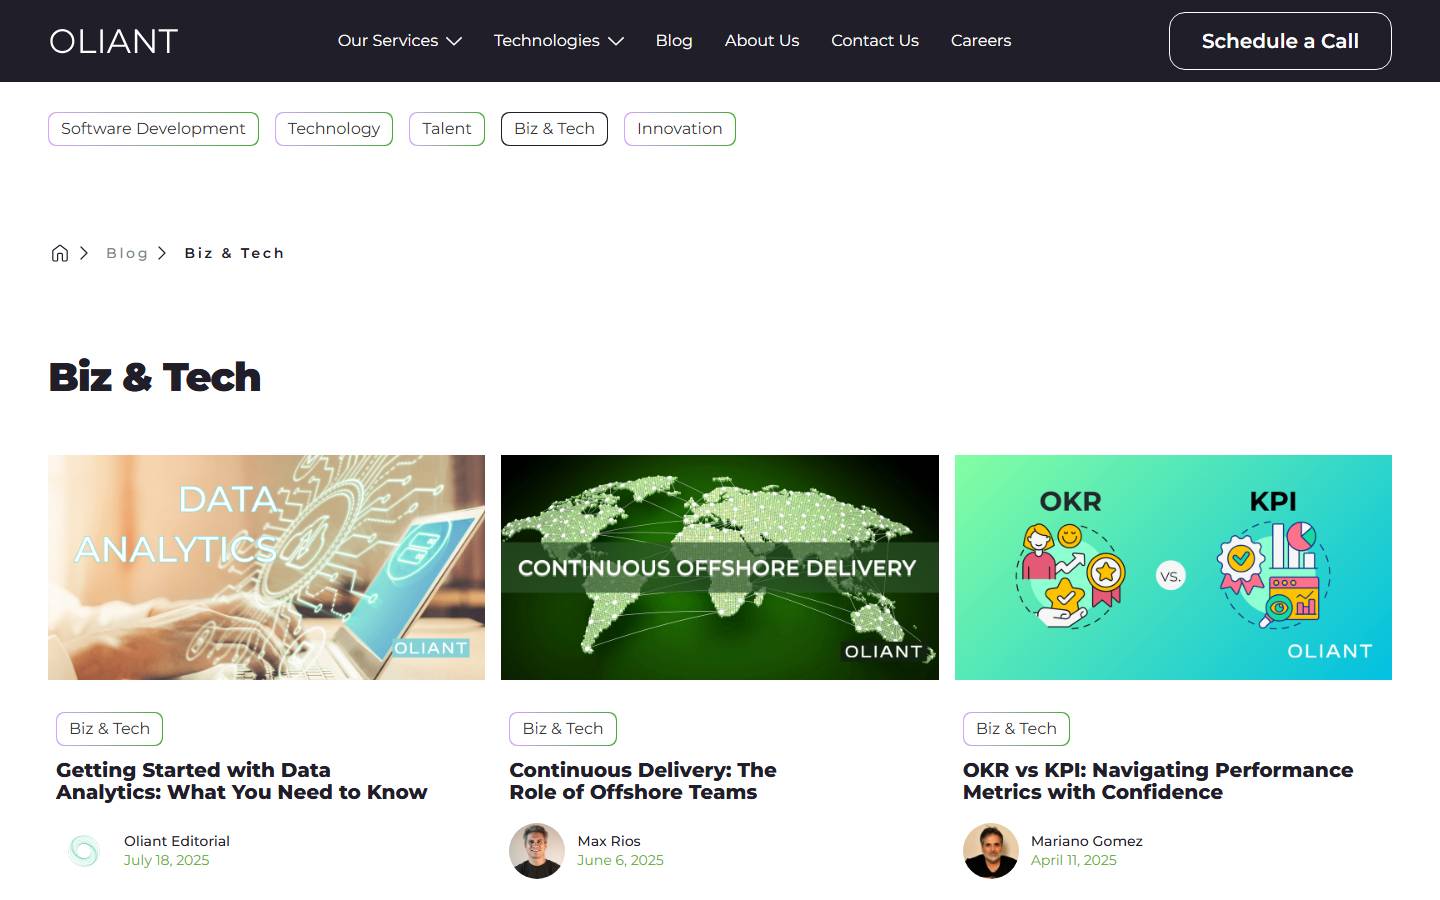 OLIANT
Our Services
Technologies
Blog
About Us
Contact Us
Careers
Schedule a Call
Software Development
Technology
Talent
Biz & Tech
Innovation
Blog
Biz & Tech
Biz & Tech
DATA
ANALYTICS
OLIANT
CONTINUOUS OFFSHORE DELIVERY
OLIANT
OKR
KPI
VS.
OLIANT
Biz & Tech
Getting Started with Data
Analytics: What You Need to Know
Oliant Editorial
July 18, 2025
Biz & Tech
Continuous Delivery: The
Role of Offshore Teams
Max Rios
June 6, 2025
Biz & Tech
OKR vs KPI: Navigating Performance
Metrics with Confidence
Mariano Gomez
April 11, 2025